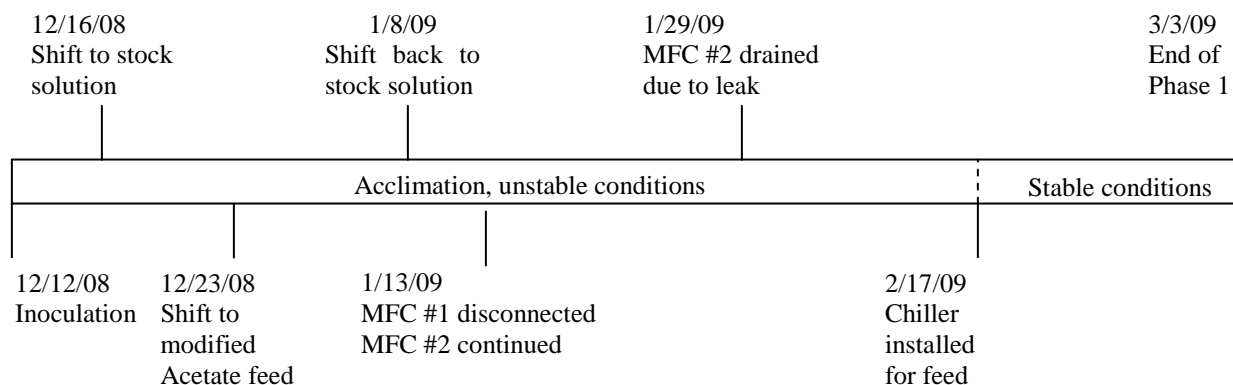 12/16/08
Shift to stock
solution
1/8/09
Shift back to
stock solution
1/29/09
MFC #2 drained
due to leak
3/3/09
End of
Phase 1
Acclimation, unstable conditions
Stable conditions
12/12/08
Inoculation
12/23/08
Shift to
modified
Acetate feed
1/13/09
MFC #1 disconnected
MFC #2 continued
2/17/09
Chiller
installed
for feed